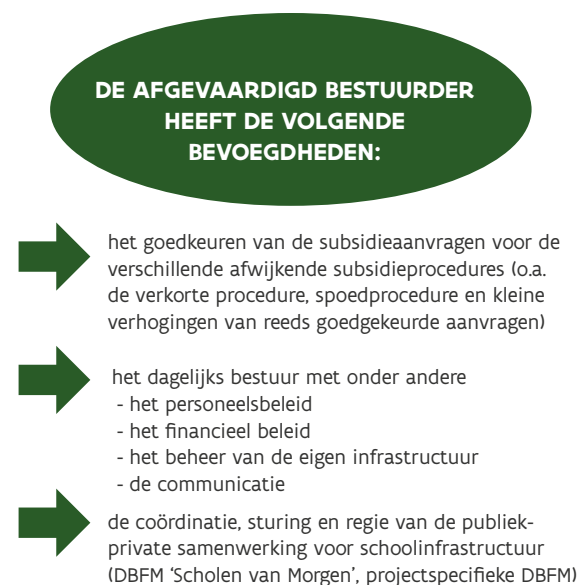 DE AFGEVAARDIGD BESTUURDER
HEEFT DE VOLGENDE
BEVOEGDHEDEN:
het goedkeuren van de subsidieaanvragen voor de
verschillende afwijkende subsidieprocedures (o.a.
de verkorte procedure, spoedprocedure en kleine
verhogingen van reeds goedgekeurde aanvragen)
het dagelijks bestuur met onder andere
- het personeelsbeleid
- het financieel beleid
- het beheer van de eigen infrastructuur
- de communicatie
de coördinatie, sturing en regie van de publiek-
private samenwerking voor schoolinfrastructuur
(DBFM ‘Scholen van Morgen’, projectspecifieke DBFM)